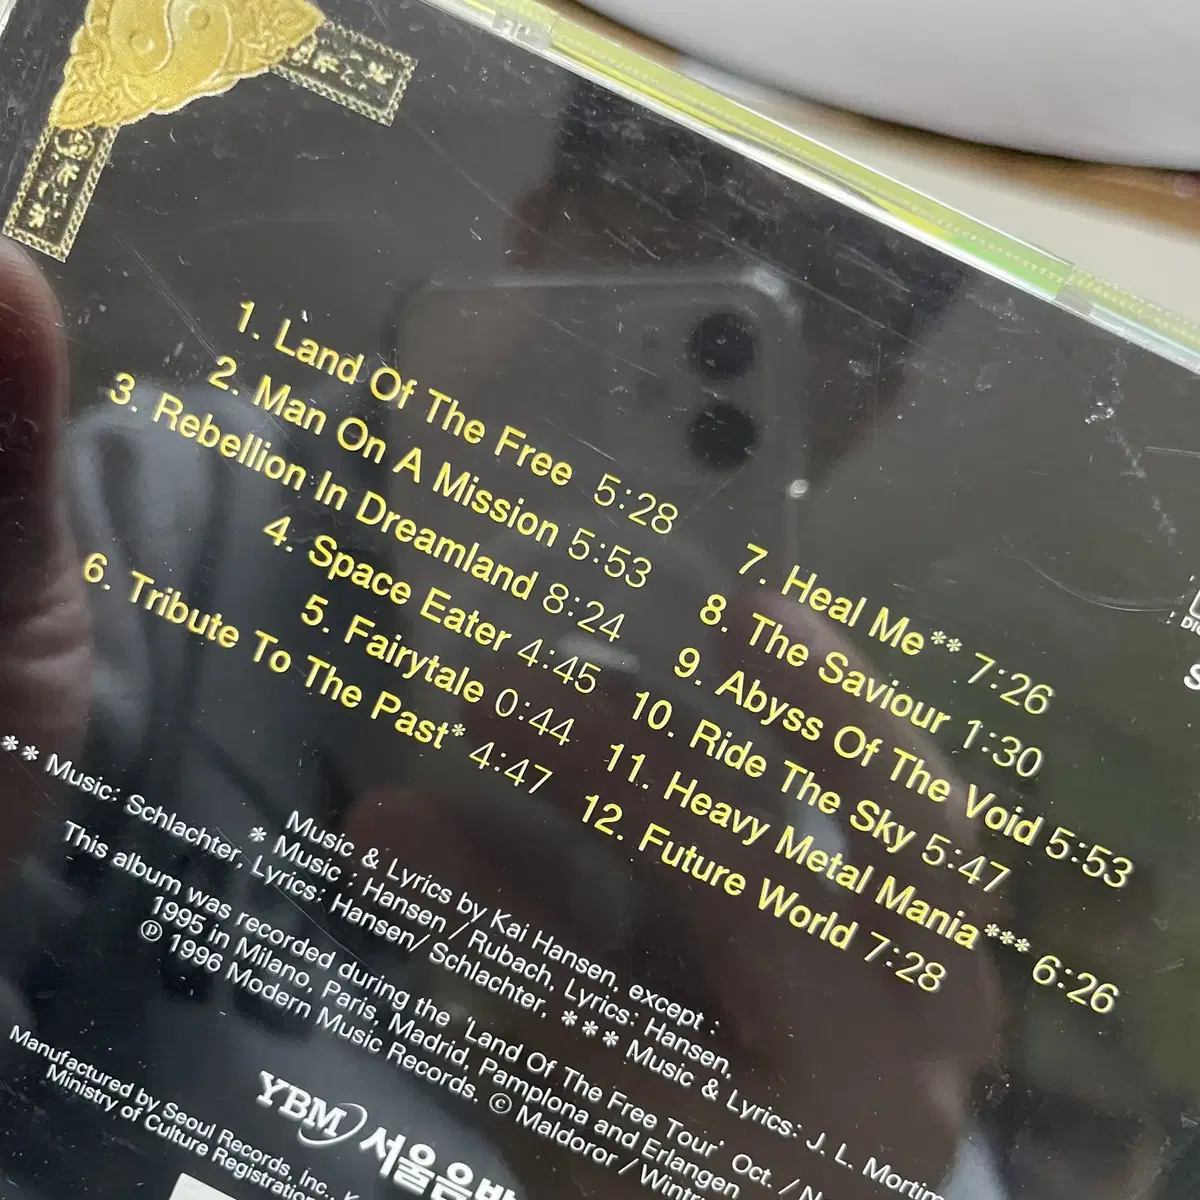 1. Land Of The Free 5:28
2. Man On A Mission 5:53
3. Rebellion In Dreamland 8:24
4. Space Eater 4:45
5. Fairytale 0:44
6. Tribute To The Past* 4:47
7. Heal Me** 7:26
8. The Saviour 1:30
9. Abyss Of The Void 5:53
10. Ride The Sky 5:47
11. Heavy Metal Mania*** 6:26
12. Future World 7:28
Music & Lyrics by Kai Hansen, except :
* Music : Hansen / Rubach, Lyrics: Hansen,
** Music: Schlachter, Lyrics: Hansen/ Schlachter. *** Music & Lyrics: J. L. Mortim
This album was recorded during the 'Land Of The Free Tour' Oct. / N
1995 in Milano, Paris, Madrid, Pamplona and Erlangen
℗ 1996 Modern Music Records. © Maldoror / Wintr
YBM 서울음반
Manufactured by Seoul Records, Inc., K
Ministry of Culture Registration